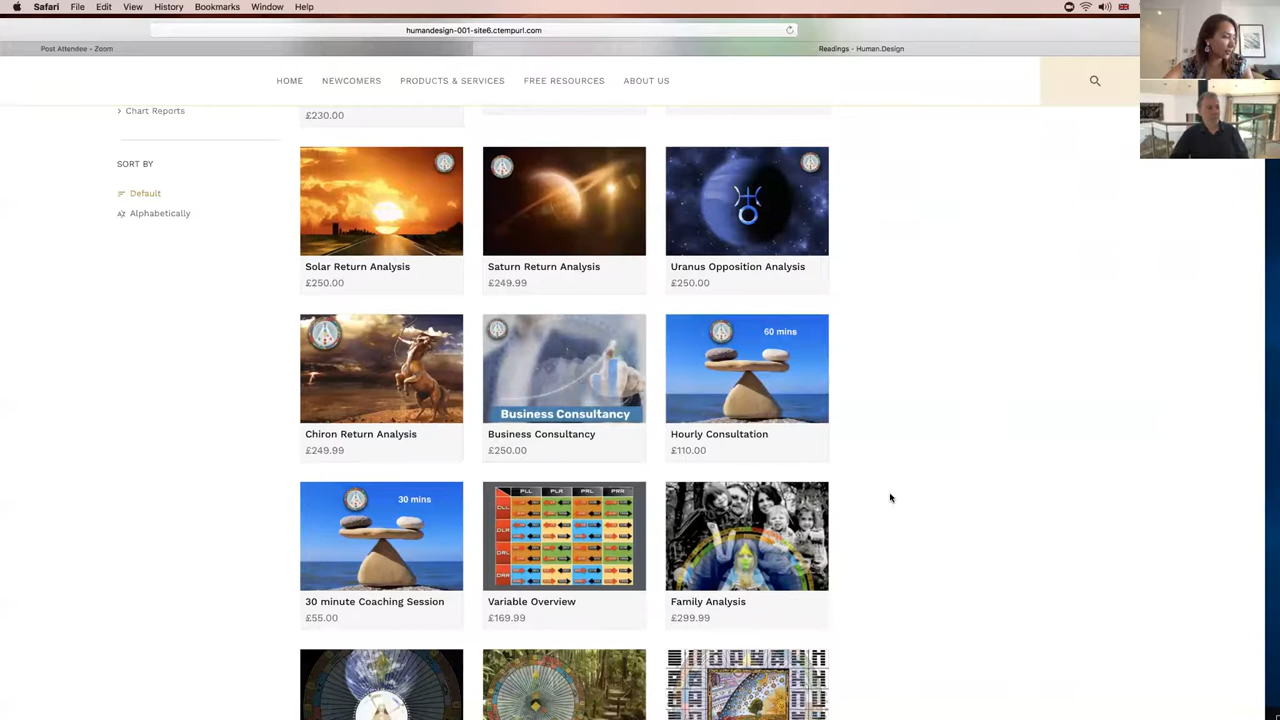 Safari File Edit View History Bookmarks Window Help
humandesign-001-site6.ctempurl.com
Post Attendee - Zoom
Readings - Human.Design
HOME NEWCOMERS PRODUCTS & SERVICES FREE RESOURCES ABOUT US
Chart Reports
£230.00
SORT BY
Default
Alphabetically
Solar Return Analysis
£250.00
Saturn Return Analysis
£249.99
Uranus Opposition Analysis
£250.00
60 mins
Business Consultancy
Chiron Return Analysis
£249.99
Business Consultancy
£250.00
Hourly Consultation
£110.00
30 mins
PLL PLR PRL PRR
DLL
DLR
DRL
DRR
30 minute Coaching Session
£55.00
Variable Overview
£169.99
Family Analysis
£299.99